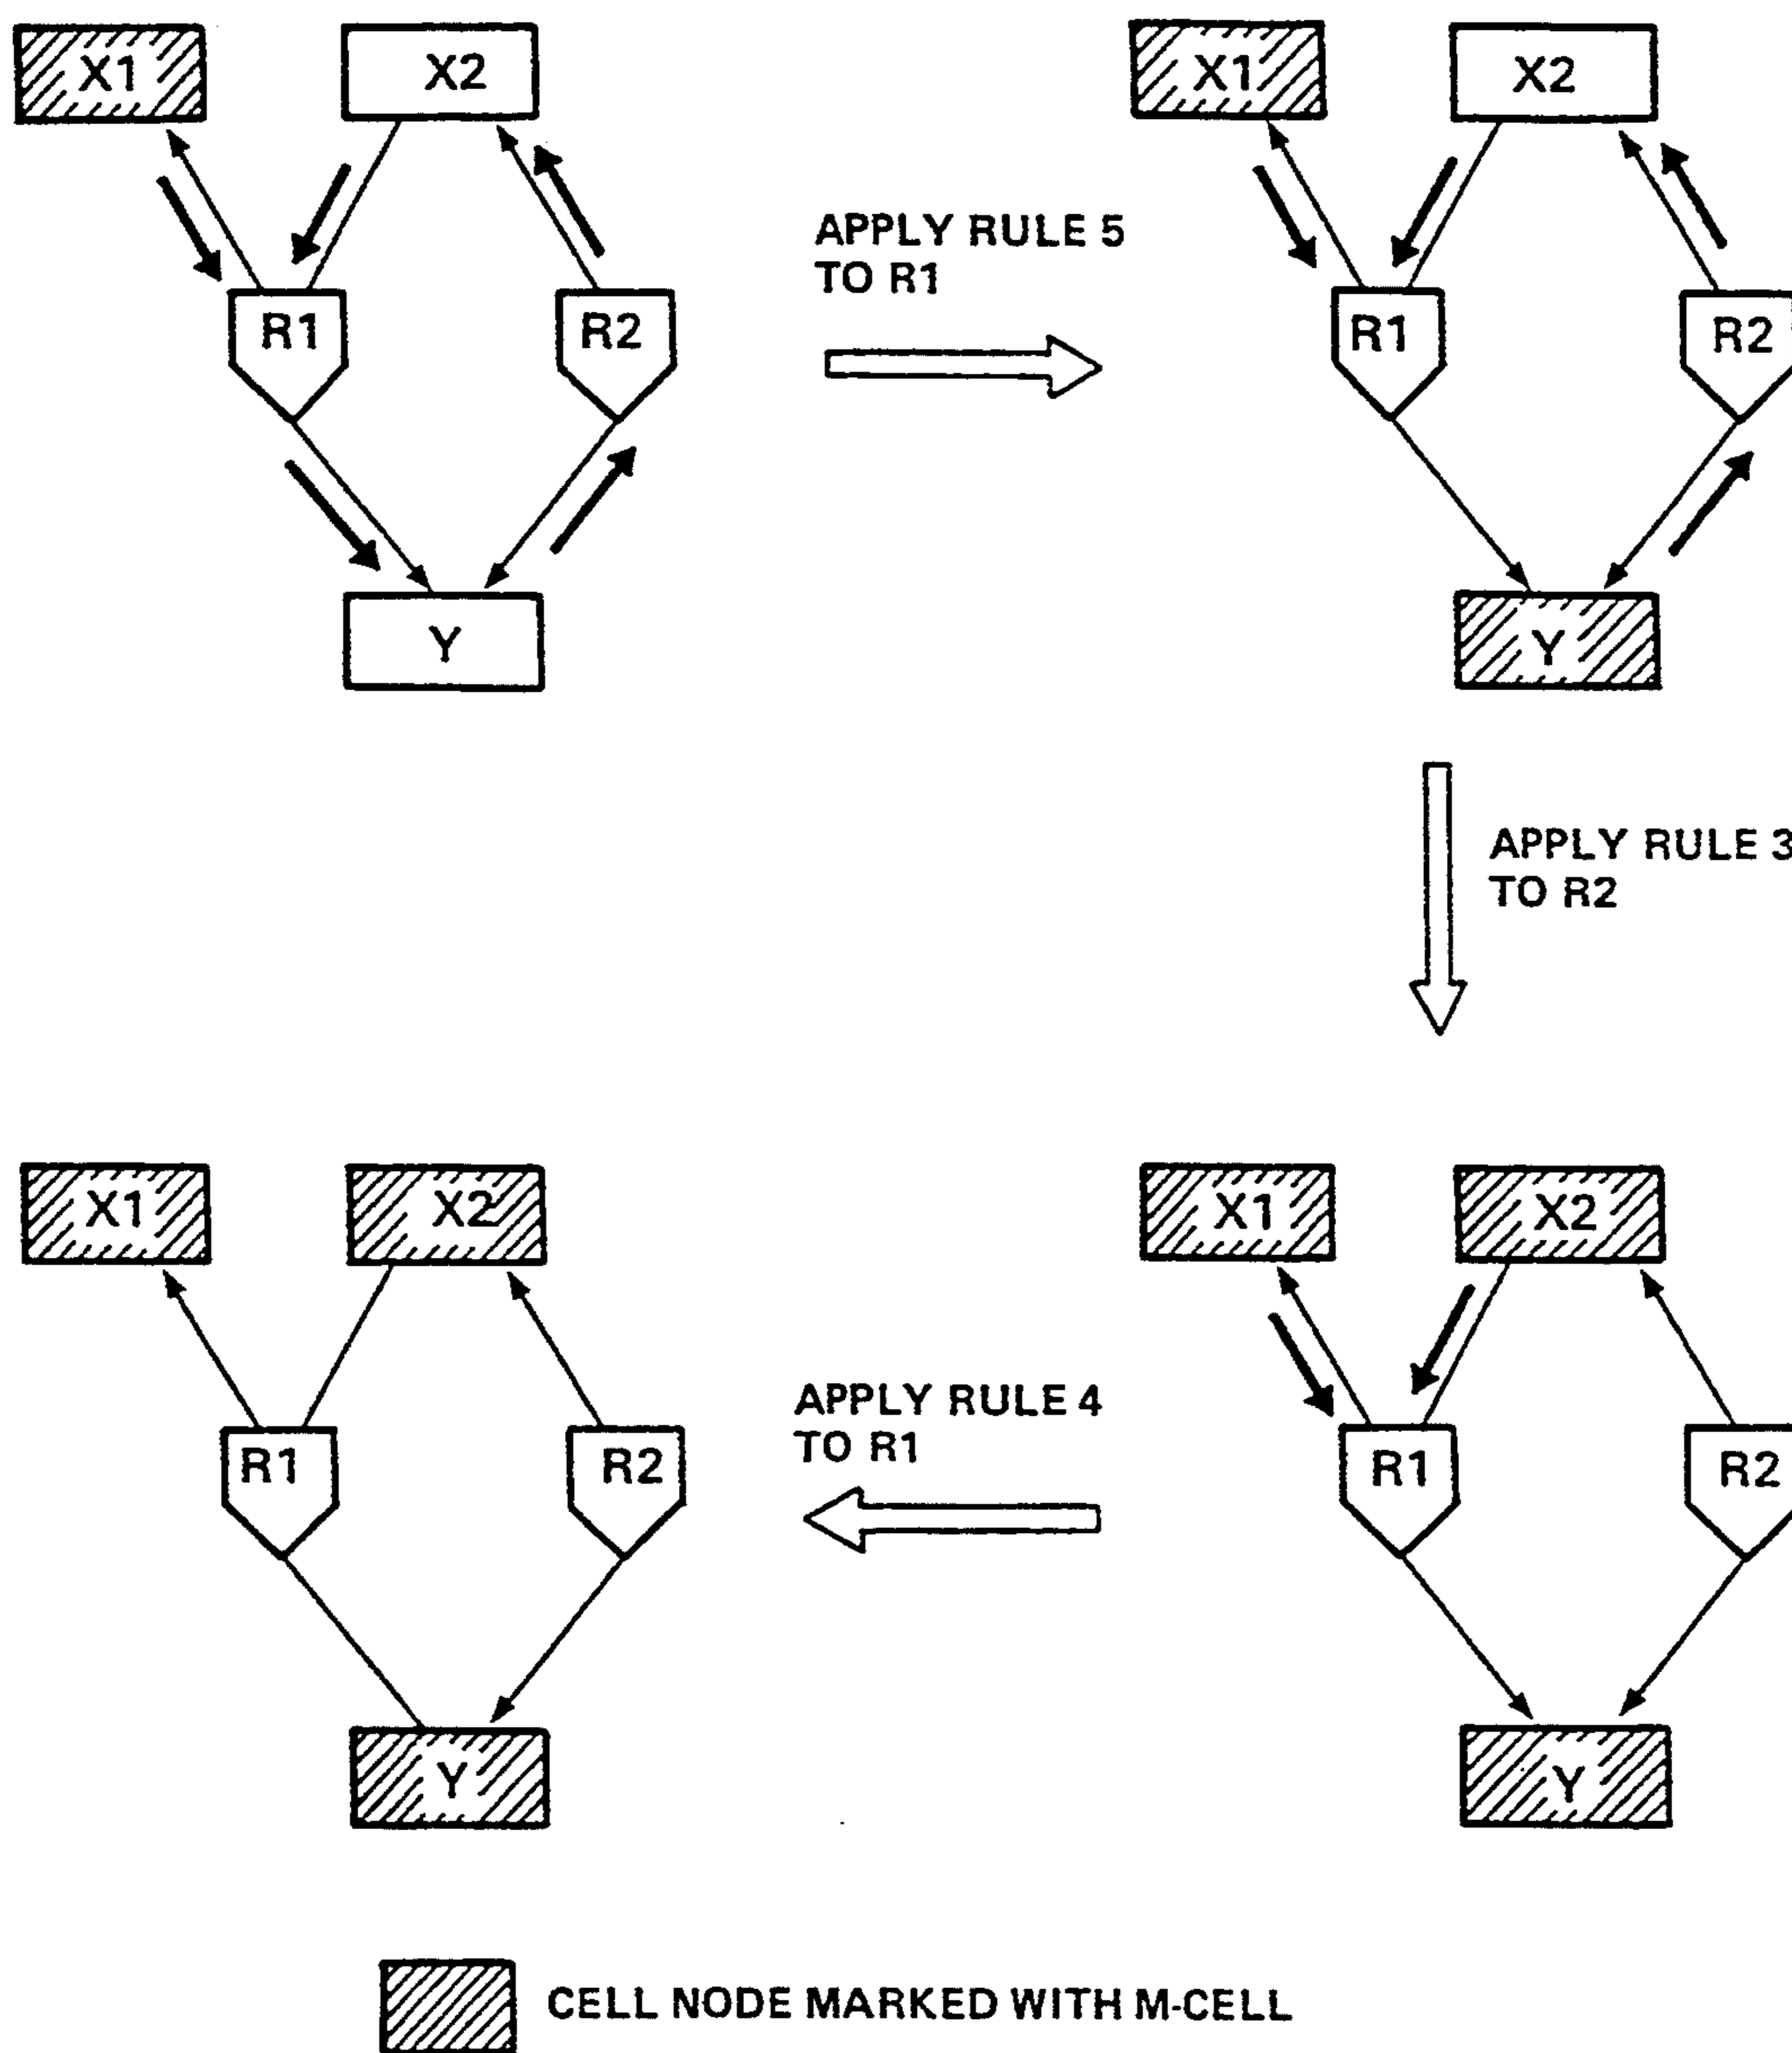 X1
X2
R1
R2
Y
APPLY RULE 5
TO R1
X1
X2
R1
R2
Y
APPLY RULE 3
TO R2
X1
X2
R1
R2
Y
APPLY RULE 4
TO R1
X1
X2
R1
R2
Y
CELL NODE MARKED WITH M-CELL